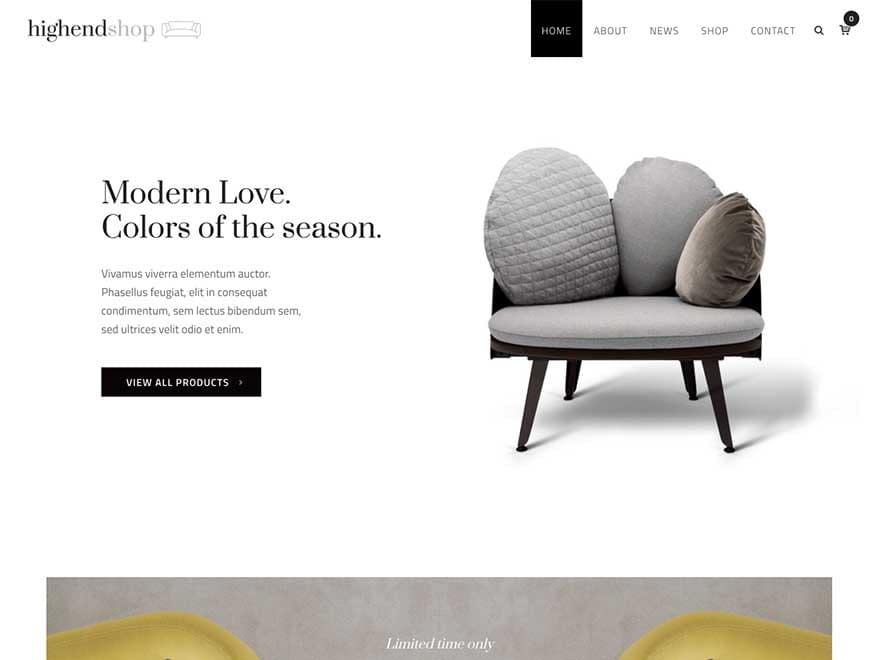 highendshop
HOME ABOUT NEWS SHOP CONTACT 0
Modern Love.
Colors of the season.
Vivamus viverra elementum auctor.
Phasellus feugiat, elit in consequat
condimentum, sem lectus bibendum sem,
sed ultrices velit odio et enim.
VIEW ALL PRODUCTS ›
Limited time only